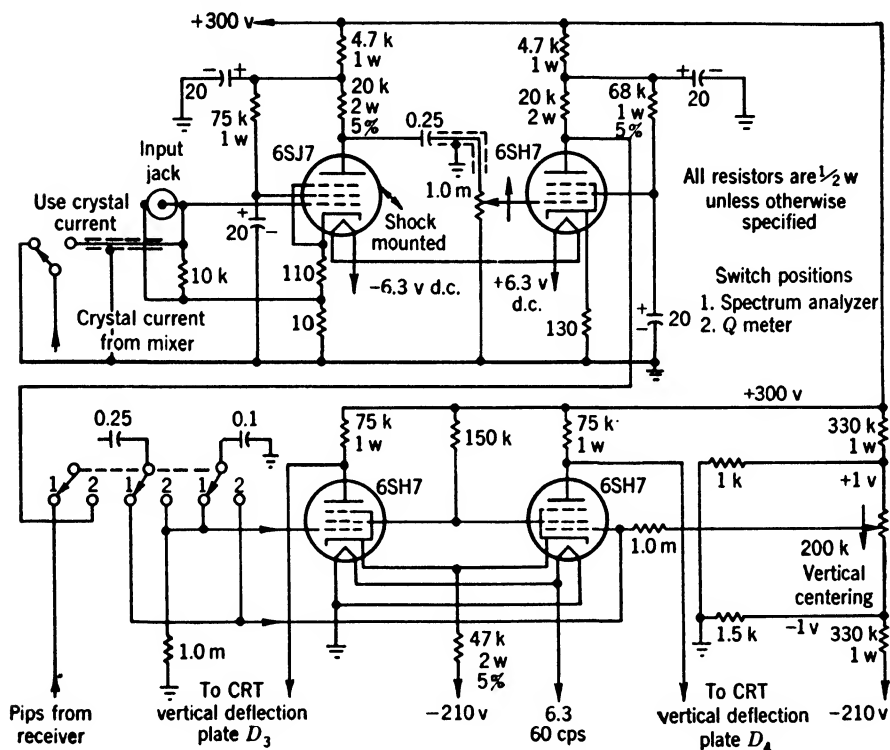 +300 v
4.7 k
1 w
4.7 k
1 w
− +
20
20 k
2 w
5%
75 k
1 w
0.25
20 k
2 w
68 k
1 w
5%
+ −
20
6SJ7
6SH7
Input
jack
1.0 m
All resistors are 1/2 w
unless otherwise
specified
Use crystal
current
Shock
mounted
+
20 −
10 k
110
−6.3 v d.c.
+6.3 v
d.c.
Switch positions
1. Spectrum analyzer
2. Q meter
Crystal current
from mixer
10
130
+
−
20
+300 v
0.25
0.1
75 k
1 w
150 k
75 k
1 w
330 k
1 w
1 2 1 2 1 2
6SH7
6SH7
1 k
+1 v
1.0 m
200 k
Vertical
centering
1.5 k
−1 v
1.0 m
47 k
2 w
5%
330 k
1 w
Pips from
receiver
To CRT
vertical deflection
plate D3
−210 v
6.3
60 cps
To CRT
vertical deflection
plate D4
−210 v